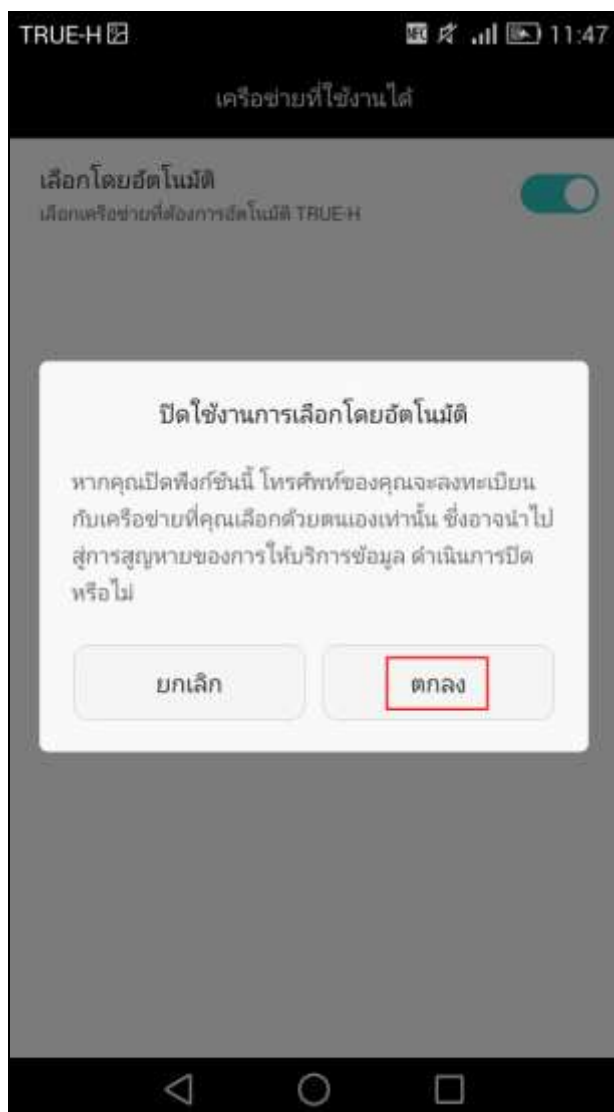 TRUE-H 11:47
เครือข่ายที่ใช้งานได้
เลือกโดยอัตโนมัติ
เลือกเครือข่ายที่ต้องการอัตโนมัติ TRUE-H
ปิดใช้งานการเลือกโดยอัตโนมัติ
หากคุณปิดฟังก์ชันนี้ โทรศัพท์ของคุณจะลงทะเบียน
กับเครือข่ายที่คุณเลือกด้วยตนเองเท่านั้น ซึ่งอาจนำไป
สู่การสูญหายของการให้บริการข้อมูล ดำเนินการปิด
หรือไม่
ยกเลิก ตกลง